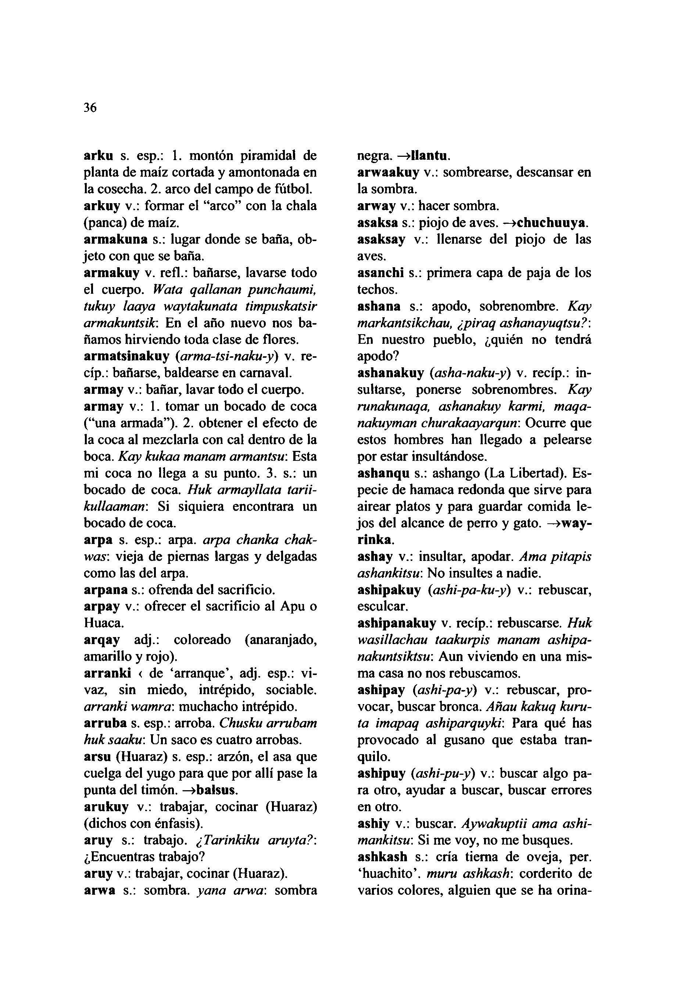 36
arku s. esp.: 1. montón piramidal de
planta de maíz cortada y amontonada en
la cosecha. 2. arco del campo de fútbol.
arkuy v.: formar el “arco” con la chala
(panca) de maíz.
armakuna s.: lugar donde se baña, ob-
jeto con que se baña.
armakuy v. refl.: bañarse, lavarse todo
el cuerpo. Wata qallanan punchaumi,
tukuy laaya waytakunata timpuskatsir
armakuntsik: En el año nuevo nos ba-
ñamos hirviendo toda clase de flores.
armatsinakuy (arma-tsi-naku-y) v. re-
cíp.: bañarse, baldearse en carnaval.
armay v.: bañar, lavar todo el cuerpo.
armay v.: 1. tomar un bocado de coca
(“una armada”). 2. obtener el efecto de
la coca al mezclarla con cal dentro de la
boca. Kay kukaa manam armantsu: Esta
mi coca no llega a su punto. 3. s.: un
bocado de coca. Huk armayllata tarii-
kullaaman: Si siquiera encontrara un
bocado de coca.
arpa s. esp.: arpa. arpa chanka chak-
was: vieja de piernas largas y delgadas
como las del arpa.
arpana s.: ofrenda del sacrificio.
arpay v.: ofrecer el sacrificio al Apu o
Huaca.
arqay adj.: coloreado (anaranjado,
amarillo y rojo).
arranki ‹ de ‘arranque’, adj. esp.: vi-
vaz, sin miedo, intrépido, sociable.
arranki wamra: muchacho intrépido.
arruba s. esp.: arroba. Chusku arrubam
huk saaku: Un saco es cuatro arrobas.
arsu (Huaraz) s. esp.: arzón, el asa que
cuelga del yugo para que por allí pase la
punta del timón. →balsus.
arukuy v.: trabajar, cocinar (Huaraz)
(dichos con énfasis).
aruy s.: trabajo. ¿Tarinkiku aruyta?:
¿Encuentras trabajo?
aruy v.: trabajar, cocinar (Huaraz).
arwa s.: sombra. yana arwa: sombra
negra. →llantu.
arwaakuy v.: sombrearse, descansar en
la sombra.
arway v.: hacer sombra.
asaksa s.: piojo de aves. →chuchuuya.
asaksay v.: llenarse del piojo de las
aves.
asanchi s.: primera capa de paja de los
techos.
ashana s.: apodo, sobrenombre. Kay
markantsikchau, ¿piraq ashanayuqtsu?:
En nuestro pueblo, ¿quién no tendrá
apodo?
ashanakuy (asha-naku-y) v. recíp.: in-
sultarse, ponerse sobrenombres. Kay
runakunaqa, ashanakuy karmi, maqa-
nakuyman churakaayarqun: Ocurre que
estos hombres han llegado a pelearse
por estar insultándose.
ashanqu s.: ashango (La Libertad). Es-
pecie de hamaca redonda que sirve para
airear platos y para guardar comida le-
jos del alcance de perro y gato. →way-
rinka.
ashay v.: insultar, apodar. Ama pitapis
ashankitsu: No insultes a nadie.
ashipakuy (ashi-pa-ku-y) v.: rebuscar,
esculcar.
ashipanakuy v. recíp.: rebuscarse. Huk
wasillachau taakurpis manam ashipa-
nakuntsiktsu: Aun viviendo en una mis-
ma casa no nos rebuscamos.
ashipay (ashi-pa-y) v.: rebuscar, pro-
vocar, buscar bronca. Añau kakuq kuru-
ta imapaq ashiparquyki: Para qué has
provocado al gusano que estaba tran-
quilo.
ashipuy (ashi-pu-y) v.: buscar algo pa-
ra otro, ayudar a buscar, buscar errores
en otro.
ashiy v.: buscar. Aywakuptii ama ashi-
mankitsu: Si me voy, no me busques.
ashkash s.: cría tierna de oveja, per.
‘huachito’. muru ashkash: corderito de
varios colores, alguien que se ha orina-